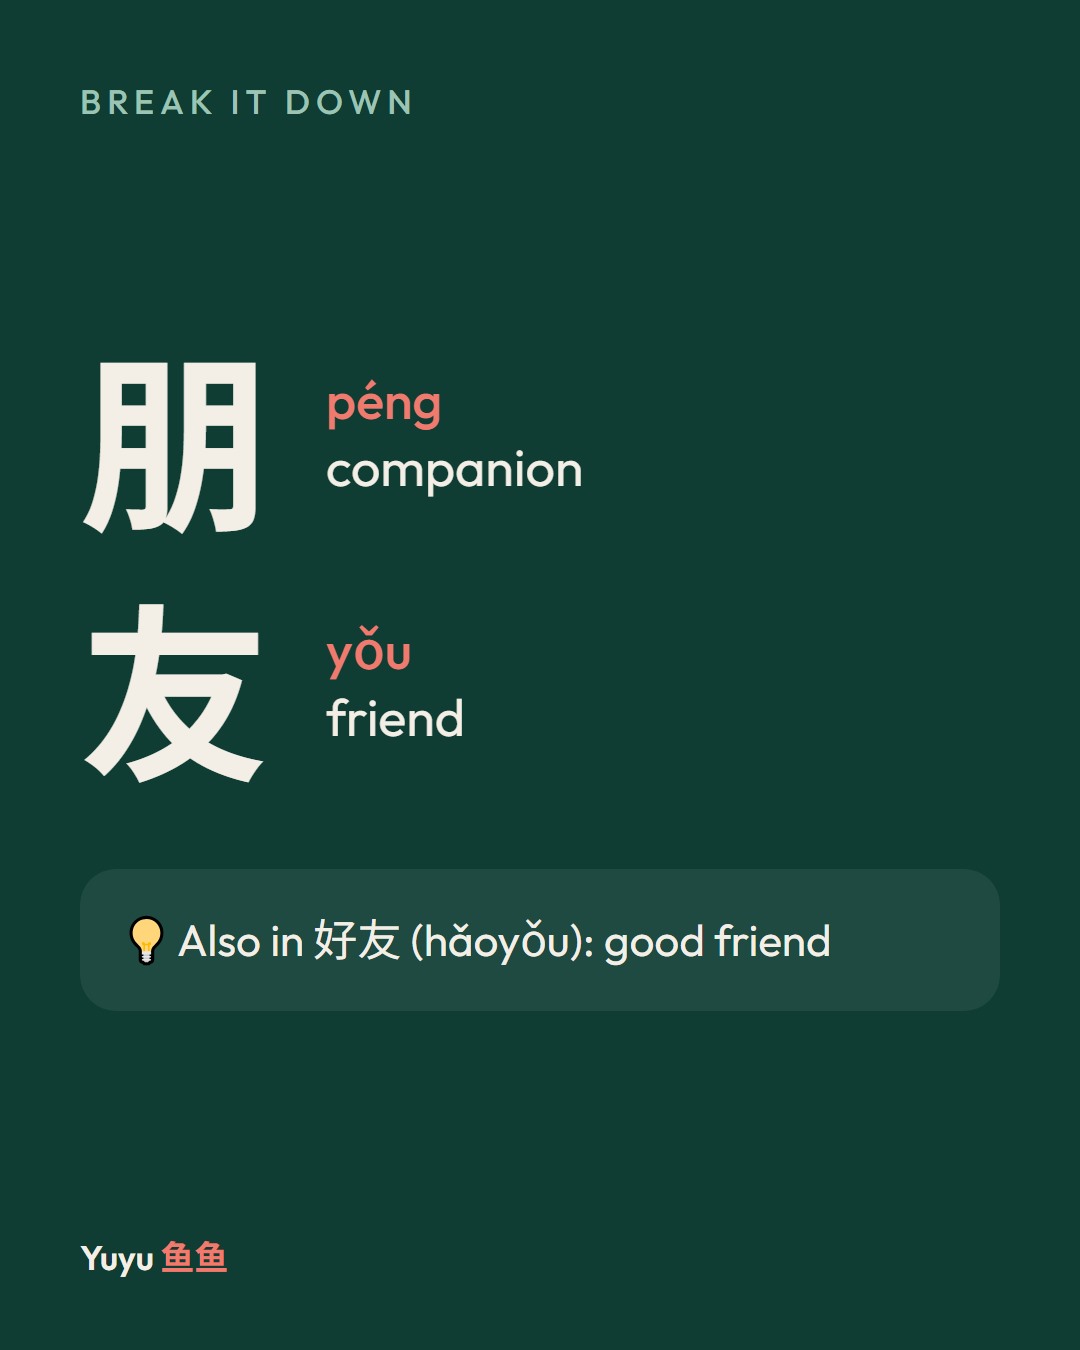 BREAK IT DOWN
朋
péng
companion
友
yǒu
friend
💡 Also in 好友 (hǎoyǒu): good friend
Yuyu 鱼鱼